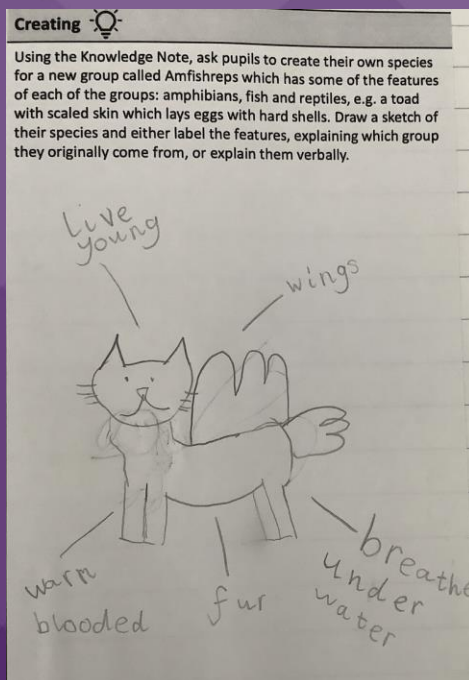 Creating
Using the Knowledge Note, ask pupils to create their own species
for a new group called Amfishreps which has some of the features
of each of the groups: amphibians, fish and reptiles, e.g. a toad
with scaled skin which lays eggs with hard shells. Draw a sketch of
their species and either label the features, explaining which group
they originally come from, or explain them verbally.
Live
young
wings
warm
blooded
fur
breathe
under
water